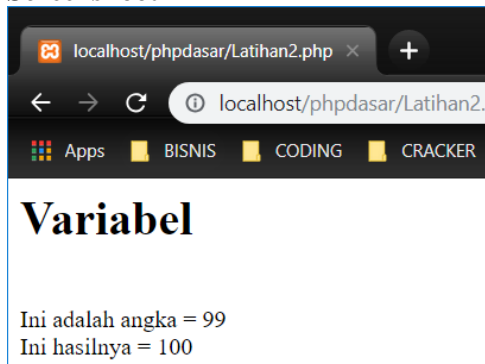 localhost/phpdasar/Latihan2.php
localhost/phpdasar/Latihan2.
Apps BISNIS CODING CRACKER
Variabel
Ini adalah angka = 99
Ini hasilnya = 100